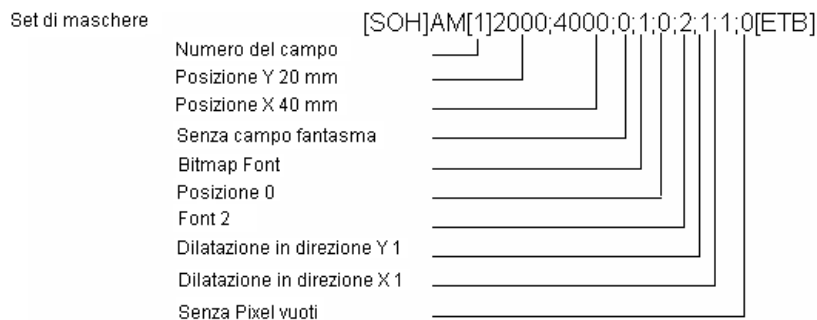 Set di maschere [SOH]AM[1]2000;4000;0;1;0;2;1;1;0[ETB]
Numero del campo
Posizione Y 20 mm
Posizione X 40 mm
Senza campo fantasma
Bitmap Font
Posizione 0
Font 2
Dilatazione in direzione Y 1
Dilatazione in direzione X 1
Senza Pixel vuoti